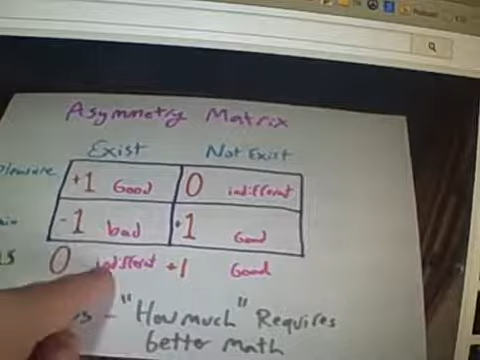 Asymmetry Matrix
Exist Not Exist
Pleasure +1 Good 0 indifferent
-1 bad +1 Good
0 indifferent +1 Good
- "How much" Requires
better math